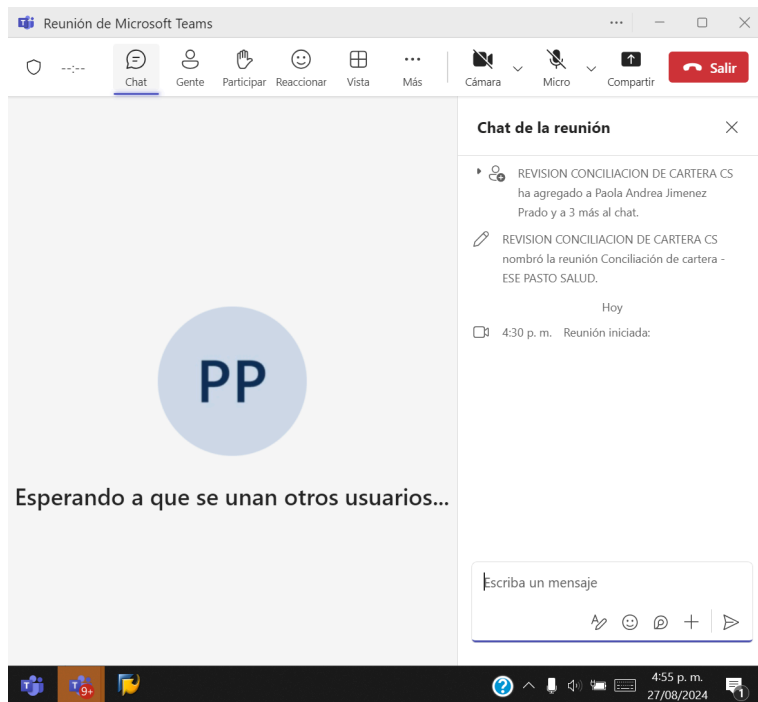 Reunión de Microsoft Teams
--:--
Chat
Gente
Participar
Reaccionar
Vista
Más
Cámara
Micro
Compartir
Salir
Chat de la reunión
REVISION CONCILIACION DE CARTERA CS
ha agregado a Paola Andrea Jimenez
Prado y a 3 más al chat.
REVISION CONCILIACION DE CARTERA CS
nombró la reunión Conciliación de cartera -
ESE PASTO SALUD.
Hoy
4:30 p. m. Reunión iniciada:
PP
Esperando a que se unan otros usuarios...
Escriba un mensaje
9+
4:55 p. m.
27/08/2024
1